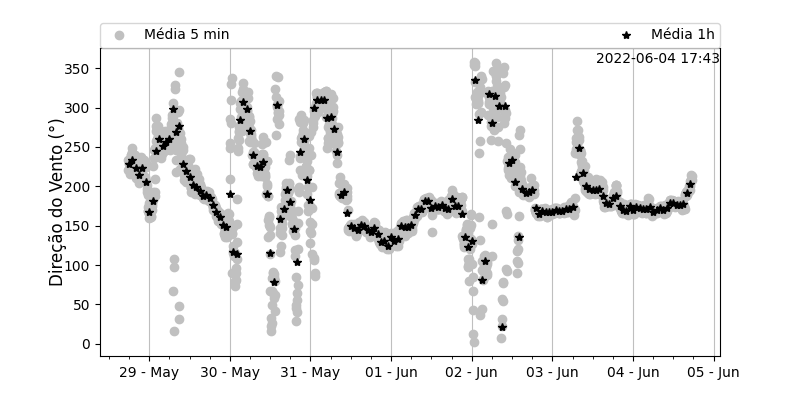 Média 5 min
Média 1h
2022-06-04 17:43
Direção do Vento (°)
350
300
250
200
150
100
50
0
29 - May
30 - May
31 - May
01 - Jun
02 - Jun
03 - Jun
04 - Jun
05 - Jun